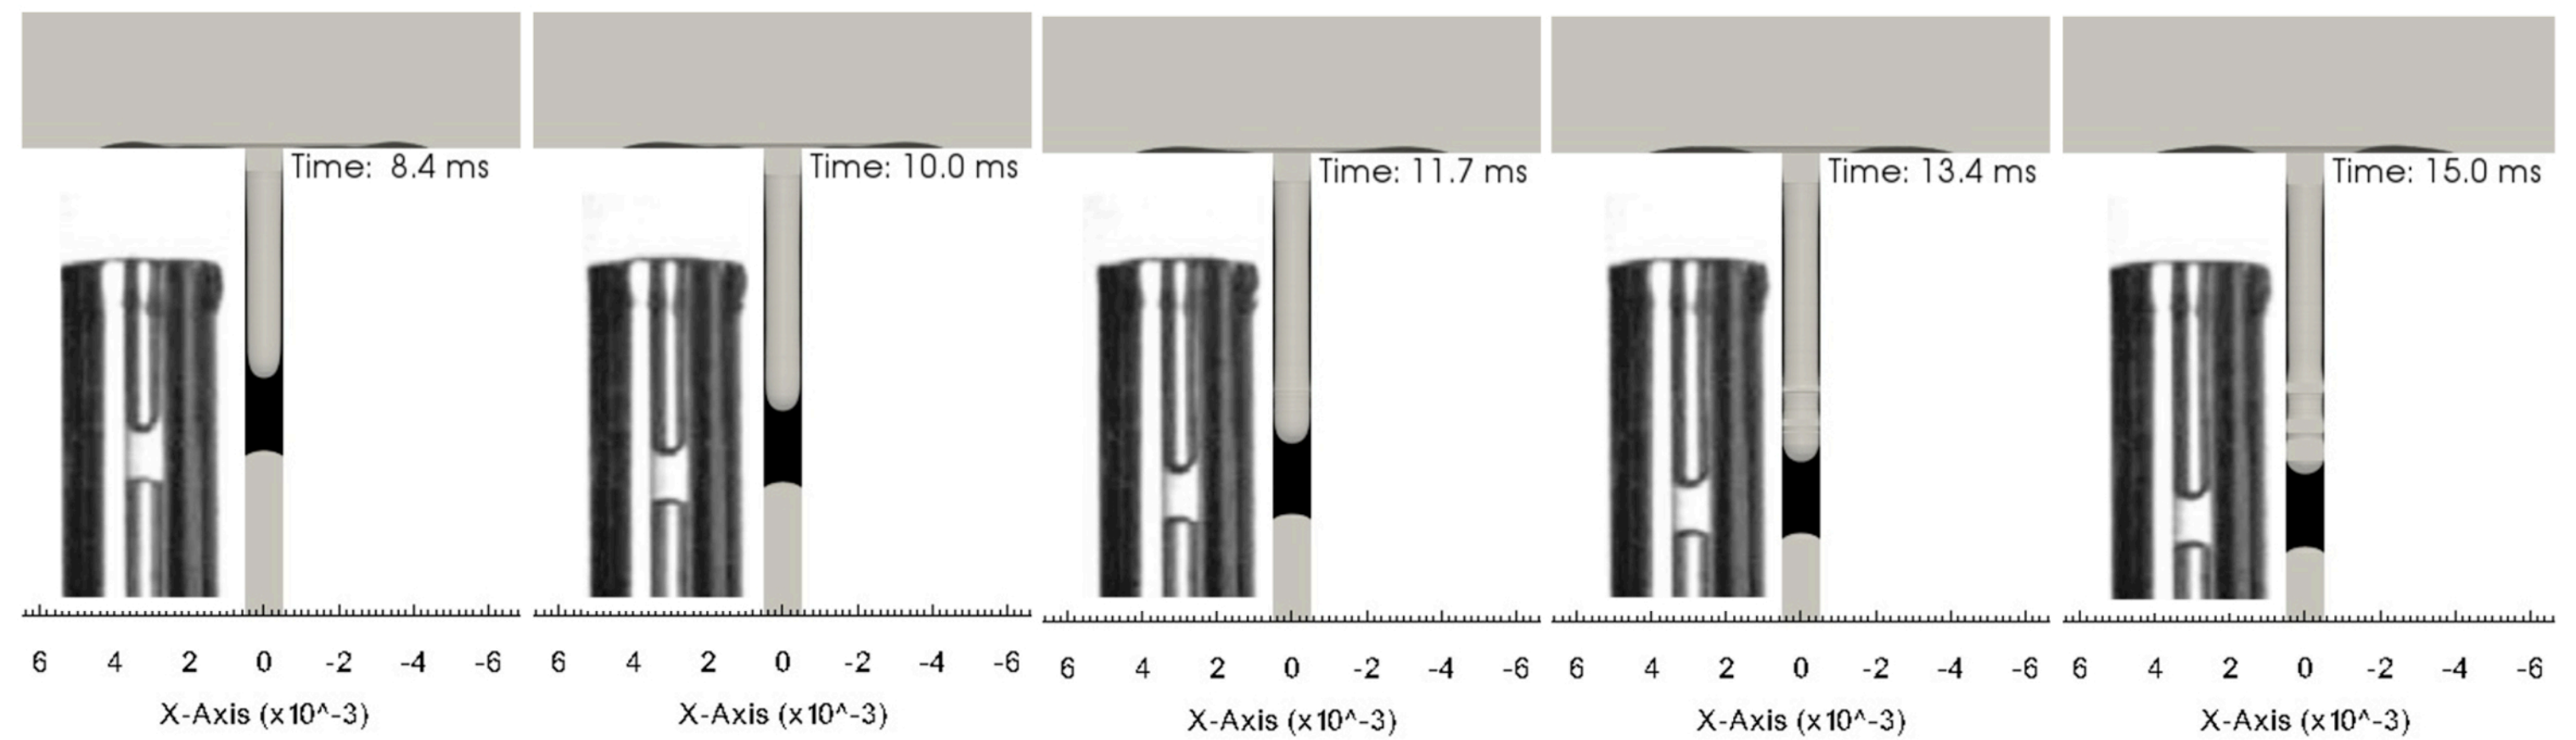 Time: 8.4 ms
6 4 2 0 -2 -4 -6
X-Axis (x10^-3)
Time: 10.0 ms
6 4 2 0 -2 -4 -6
X-Axis (x10^-3)
Time: 11.7 ms
6 4 2 0 -2 -4 -6
X-Axis (x10^-3)
Time: 13.4 ms
6 4 2 0 -2 -4 -6
X-Axis (x10^-3)
Time: 15.0 ms
6 4 2 0 -2 -4 -6
X-Axis (x10^-3)